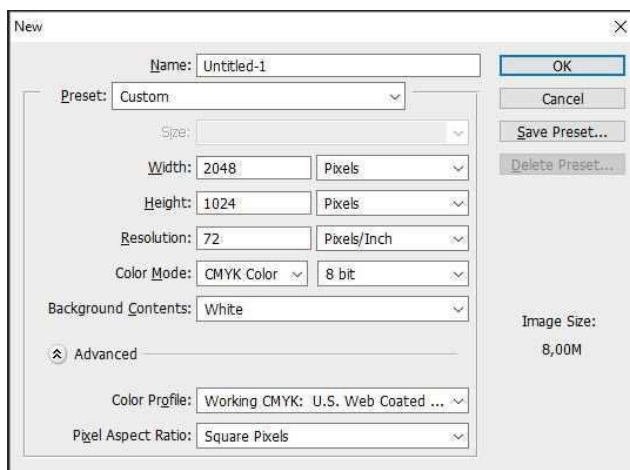 New
Name: Untitled-1
OK
Preset: Custom
Cancel
Size:
Save Preset...
Width: 2048 Pixels
Delete Preset...
Height: 1024 Pixels
Resolution: 72 Pixels/Inch
Color Mode: CMYK Color 8 bit
Background Contents: White
Image Size:
8,00M
Advanced
Color Profile: Working CMYK: U.S. Web Coated ...
Pixel Aspect Ratio: Square Pixels